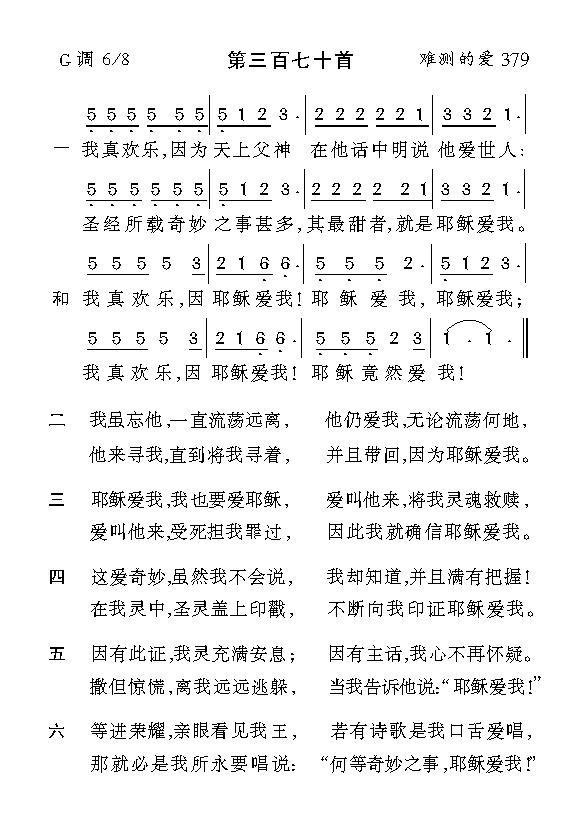 G调 6/8 第三百七十首 难测的爱 379
5 5 5 5 5 5 | 5 1 2 3 · | 2 2 2 2 2 1 | 3 3 2 1 · |
一 我真欢乐,因为天上父神 在他话中明说 他爱世人;
5 5 5 5 5 5 | 5 1 2 3 · | 2 2 2 2 2 1 | 3 3 2 1 · |
圣经所载奇妙 之事甚多,其最甜者,就是耶稣爱我。
5 5 5 5 3 | 2 1 6 6 · | 5 5 5 2 · | 5 1 2 3 · |
和 我真欢乐,因耶稣爱我!耶稣爱我,耶稣爱我;
5 5 5 5 3 | 2 1 6 6 · | 5 5 5 2 3 | 1 · 1 · ‖
我真欢乐,因耶稣爱我!耶稣竟然爱 我!
二 我虽忘他,一直流荡远离, 他仍爱我,无论流荡何地,
他来寻我,直到将我寻着, 并且带回,因为耶稣爱我。
三 耶稣爱我,我也要爱耶稣, 爱叫他来,将我灵魂救赎,
爱叫他来,受死担我罪过, 因此我就确信耶稣爱我。
四 这爱奇妙,虽然我不会说, 我却知道,并且满有把握!
在我灵中,圣灵盖上印戳, 不断向我印证耶稣爱我。
五 因有此证,我灵充满安息; 因有主话,我心不再怀疑。
撒但惊慌,离我远远逃躲, 当我告诉他说:“耶稣爱我!”
六 等进荣耀,亲眼看见我王, 若有诗歌是我口舌爱唱,
那就必是我所永要唱说: “何等奇妙之事,耶稣爱我!”